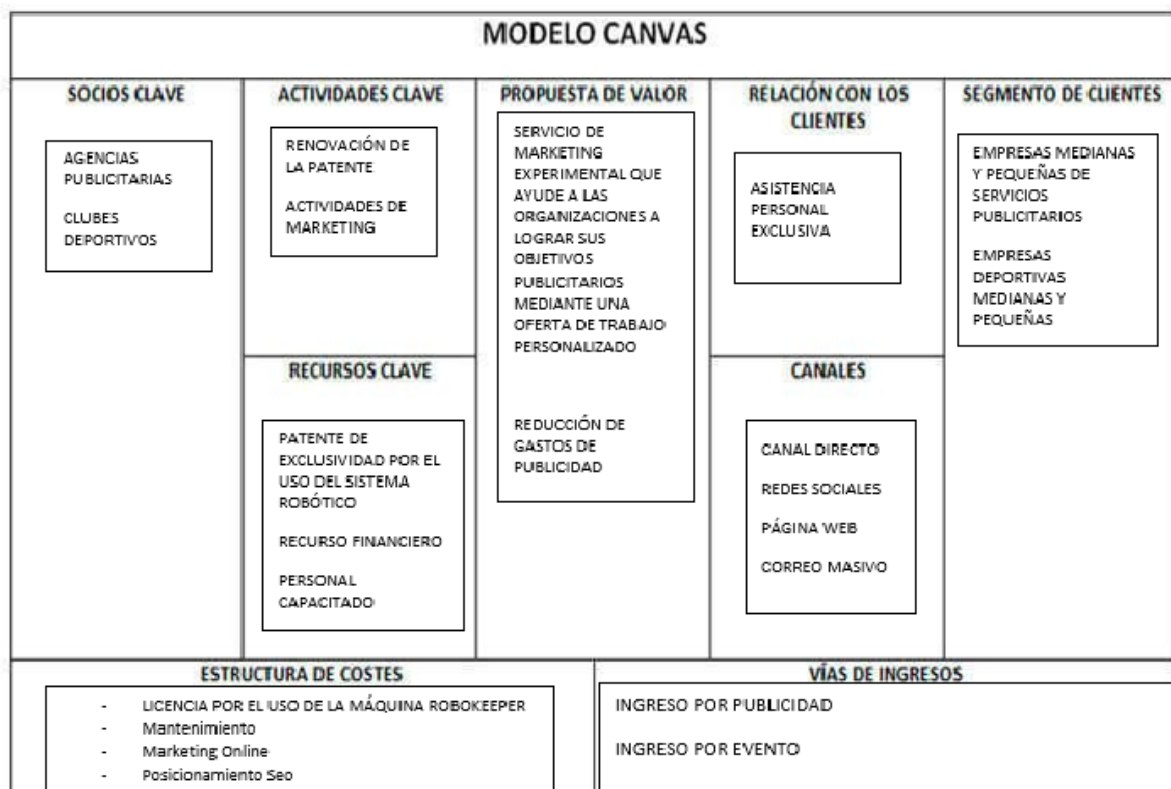 MODELO CANVAS
SOCIOS CLAVE
AGENCIAS
PUBLICITARIAS
CLUBES
DEPORTIVOS
ACTIVIDADES CLAVE
RENOVACIÓN DE
LA PATENTE
ACTIVIDADES DE
MARKETING
RECURSOS CLAVE
PATENTE DE
EXCLUSIVIDAD POR EL
USO DEL SISTEMA
ROBÓTICO
RECURSO FINANCIERO
PERSONAL
CAPACITADO
PROPUESTA DE VALOR
SERVICIO DE
MARKETING
EXPERIMENTAL QUE
AYUDE A LAS
ORGANIZACIONES A
LOGRAR SUS
OBJETIVOS
PUBLICITARIOS
MEDIANTE UNA
OFERTA DE TRABAJO
PERSONALIZADO
REDUCCIÓN DE
GASTOS DE
PUBLICIDAD
RELACIÓN CON LOS
CLIENTES
ASISTENCIA
PERSONAL
EXCLUSIVA
CANALES
CANAL DIRECTO
REDES SOCIALES
PÁGINA WEB
CORREO MASIVO
SEGMENTO DE CLIENTES
EMPRESAS MEDIANAS
Y PEQUEÑAS DE
SERVICIOS
PUBLICITARIOS
EMPRESAS
DEPORTIVAS
MEDIANAS Y
PEQUEÑAS
ESTRUCTURA DE COSTES
- LICENCIA POR EL USO DE LA MÁQUINA ROBOKEEPER
- Mantenimiento
- Marketing Online
- Posicionamiento Seo
VÍAS DE INGRESOS
INGRESO POR PUBLICIDAD
INGRESO POR EVENTO